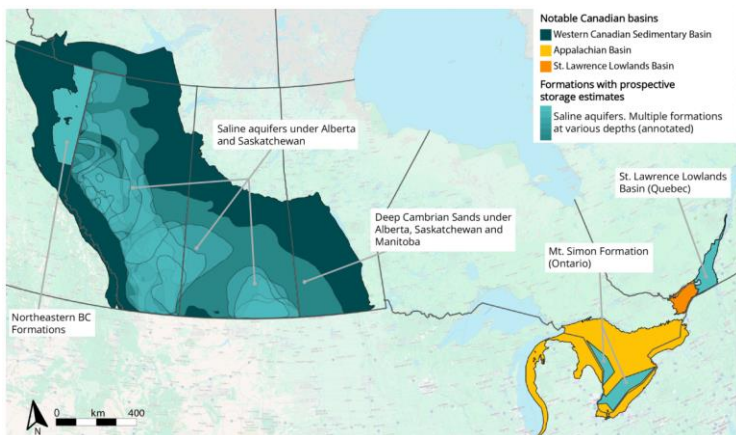 Notable Canadian basins
Western Canadian Sedimentary Basin
Appalachian Basin
St. Lawrence Lowlands Basin
Formations with prospective
storage estimates
Saline aquifers. Multiple formations
at various depths (annotated)
Saline aquifers under Alberta
and Saskatchewan
St. Lawrence Lowlands
Basin (Quebec)
Deep Cambrian Sands under
Alberta, Saskatchewan and
Manitoba
Mt. Simon Formation
(Ontario)
Northeastern BC
Formations
N
0 km 400